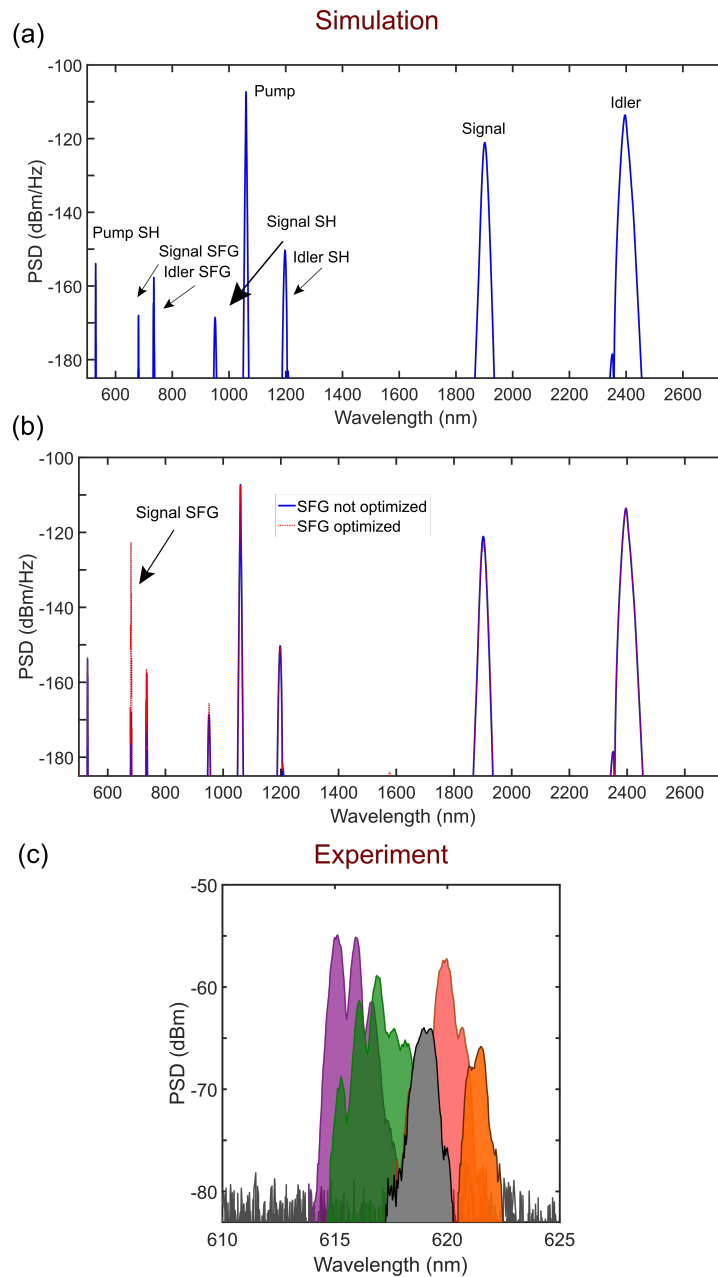 Simulation
(a)
-100
-120
-140
-160
-180
PSD (dBm/Hz)
Pump
Signal
Idler
Pump SH
Signal SFG
Idler SFG
Signal SH
Idler SH
600 800 1000 1200 1400 1600 1800 2000 2200 2400 2600
Wavelength (nm)
(b)
-100
-120
-140
-160
-180
PSD (dBm/Hz)
Signal SFG
SFG not optimized
SFG optimized
600 800 1000 1200 1400 1600 1800 2000 2200 2400 2600
Wavelength (nm)
(c)
Experiment
-50
-60
-70
-80
PSD (dBm)
610 615 620 625
Wavelength (nm)